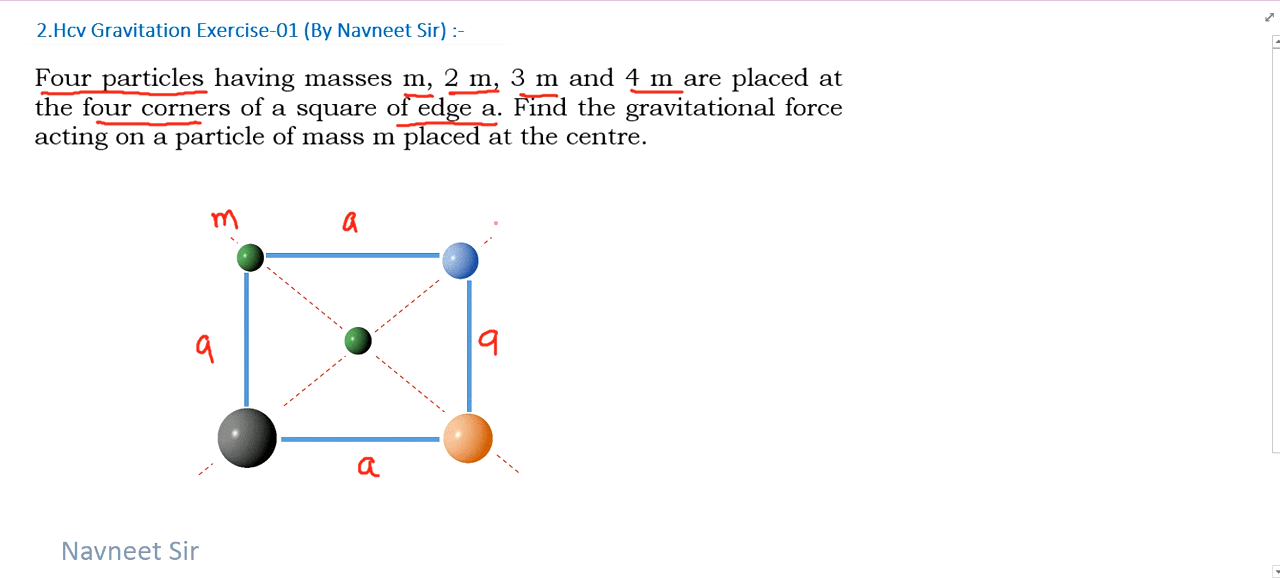 2.Hcv Gravitation Exercise-01 (By Navneet Sir) :-
Four particles having masses m, 2 m, 3 m and 4 m are placed at
the four corners of a square of edge a. Find the gravitational force
acting on a particle of mass m placed at the centre.
m a
a a
a
Navneet Sir